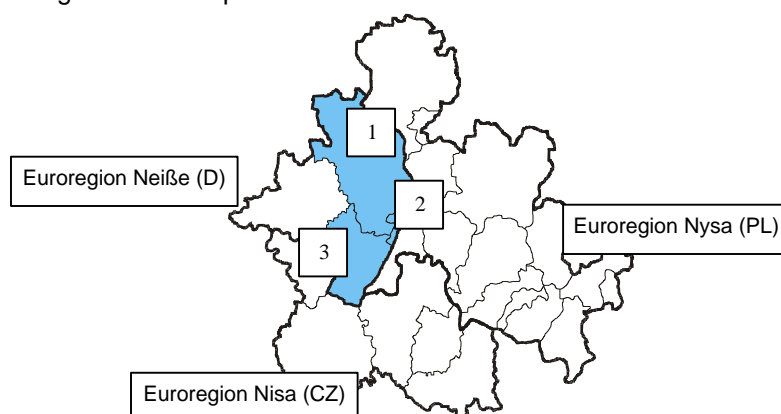 1
Euroregion Neiße (D)
2
Euroregion Nysa (PL)
3
Euroregion Nisa (CZ)